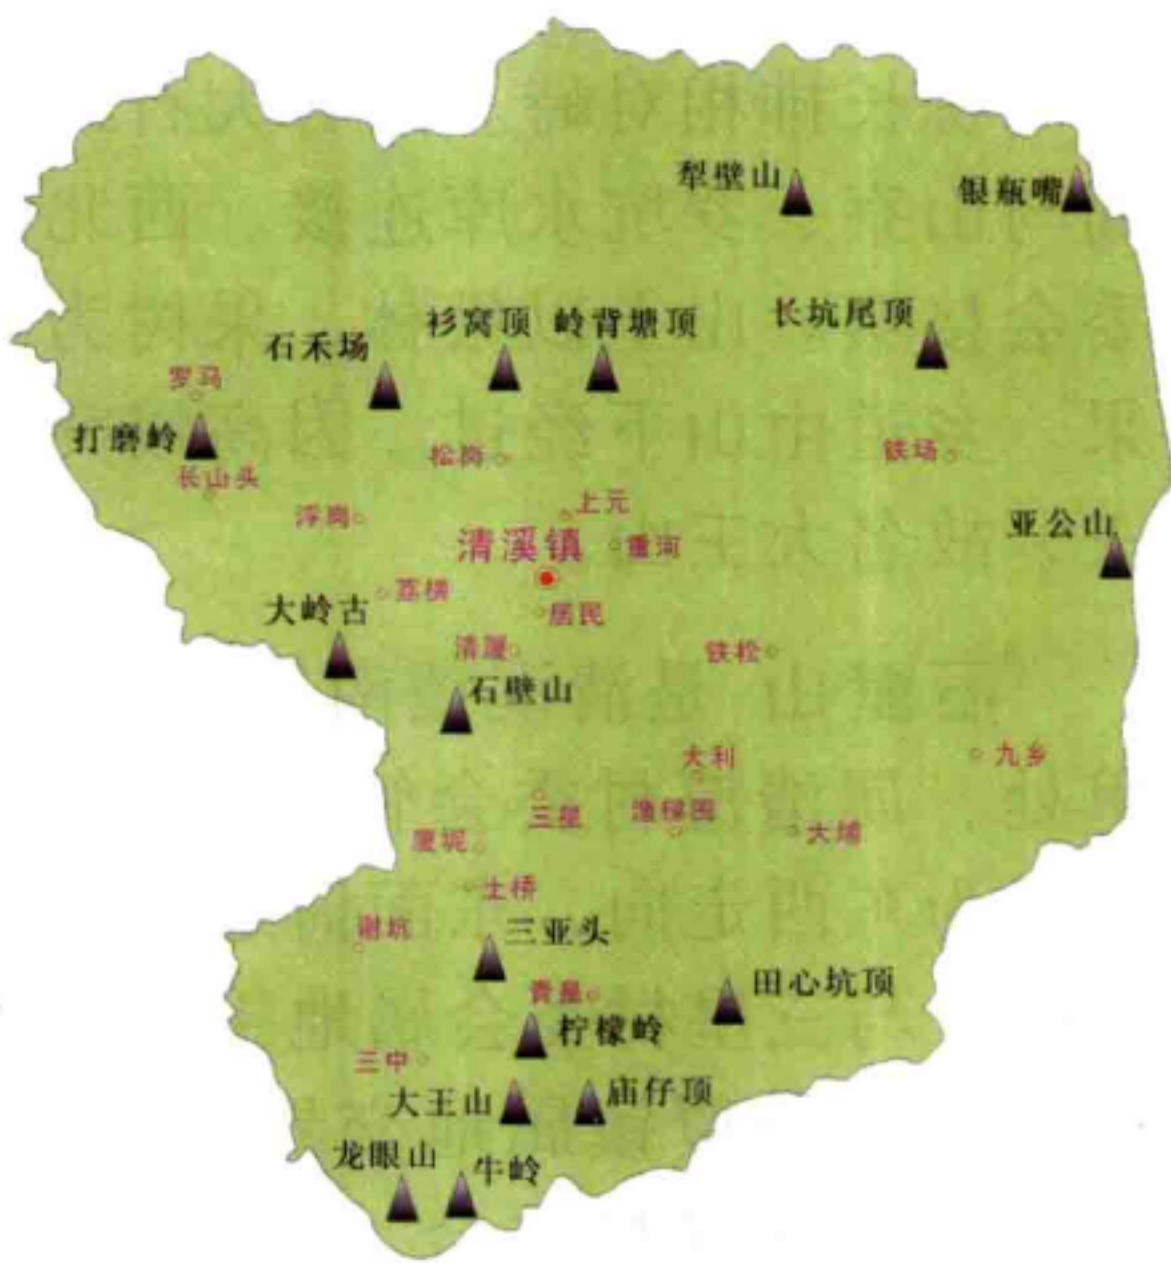 犁壁山
银瓶嘴
杉窝顶
岭背塘顶
长坑尾顶
石禾场
罗马
打磨岭
松岗
铁场
长山头
浮岗
上元
清溪镇
重河
亚公山
荔横
大岭古
居民
清厦
铁松
石壁山
大利
九乡
三星
渔樑围
大埔
厦坭
土桥
谢坑
三亚头
田心坑顶
青皇
柠檬岭
三中
大王山
庙仔顶
龙眼山
牛岭